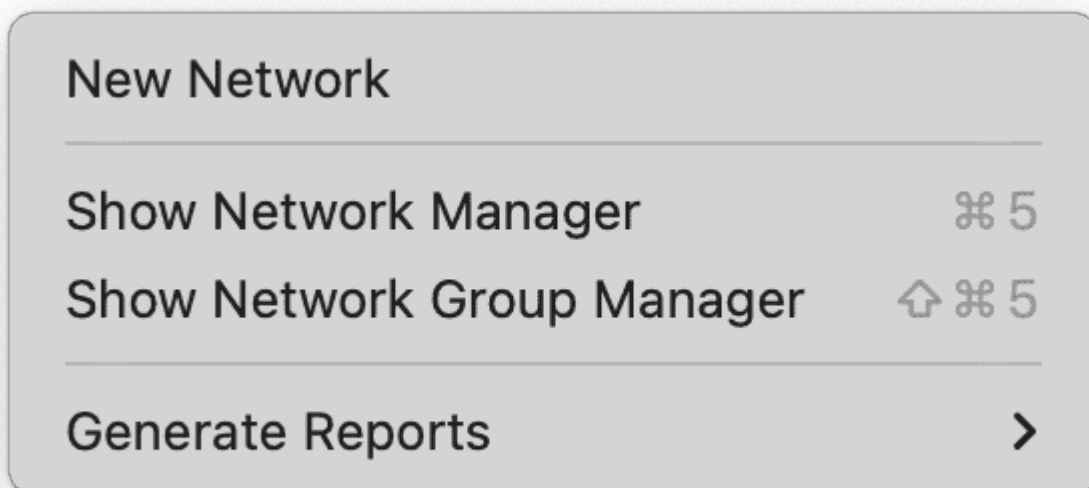 New Network
Show Network Manager ⌘ 5
Show Network Group Manager ⇧ ⌘ 5
Generate Reports >